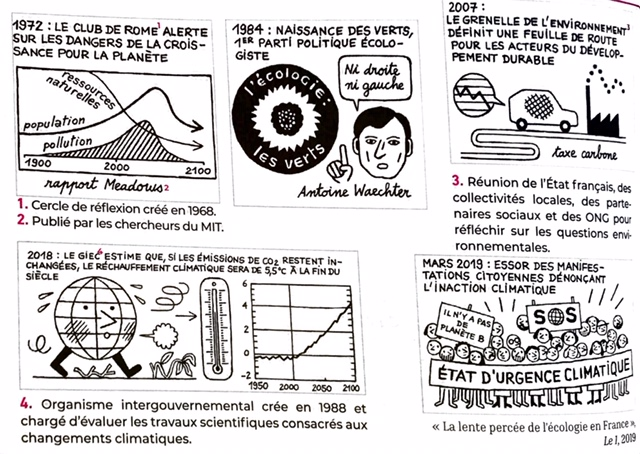 1972 : LE CLUB DE ROME¹ ALERTE
SUR LES DANGERS DE LA CROIS-
SANCE POUR LA PLANÈTE
ressources
naturelles
population
pollution
1900 2000 2100
rapport Meadows²
1. Cercle de réflexion créé en 1968.
2. Publié par les chercheurs du MIT.
1984 : NAISSANCE DES VERTS,
1ER PARTI POLITIQUE ÉCOLO-
GISTE
l'écologie :
les verts
Ni droite
ni gauche
Antoine Waechter
2007 :
LE GRENELLE DE L'ENVIRONNEMENT³
DÉFINIT UNE FEUILLE DE ROUTE
POUR LES ACTEURS DU DÉVELOP-
PEMENT DURABLE
taxe carbone
3. Réunion de l'État français, des
collectivités locales, des parte-
naires sociaux et des ONG pour
réfléchir sur les questions envi-
ronnementales.
2018 : LE GIEC⁴ ESTIME QUE, SI LES ÉMISSIONS DE CO2 RESTENT IN-
CHANGÉES, LE RÉCHAUFFEMENT CLIMATIQUE SERA DE 5,5°C À LA FIN DU
SIÈCLE
6
4
2
0
-2
1950 2000 2050 2100
4. Organisme intergouvernemental crée en 1988 et
chargé d'évaluer les travaux scientifiques consacrés aux
changements climatiques.
MARS 2019 : ESSOR DES MANIFES-
TATIONS CITOYENNES DÉNONÇANT
L'INACTION CLIMATIQUE
IL N'Y A PAS
DE
PLANÈTE B
SOS
ÉTAT D'URGENCE CLIMATIQUE
« La lente percée de l'écologie en France »,
Le 1, 2019